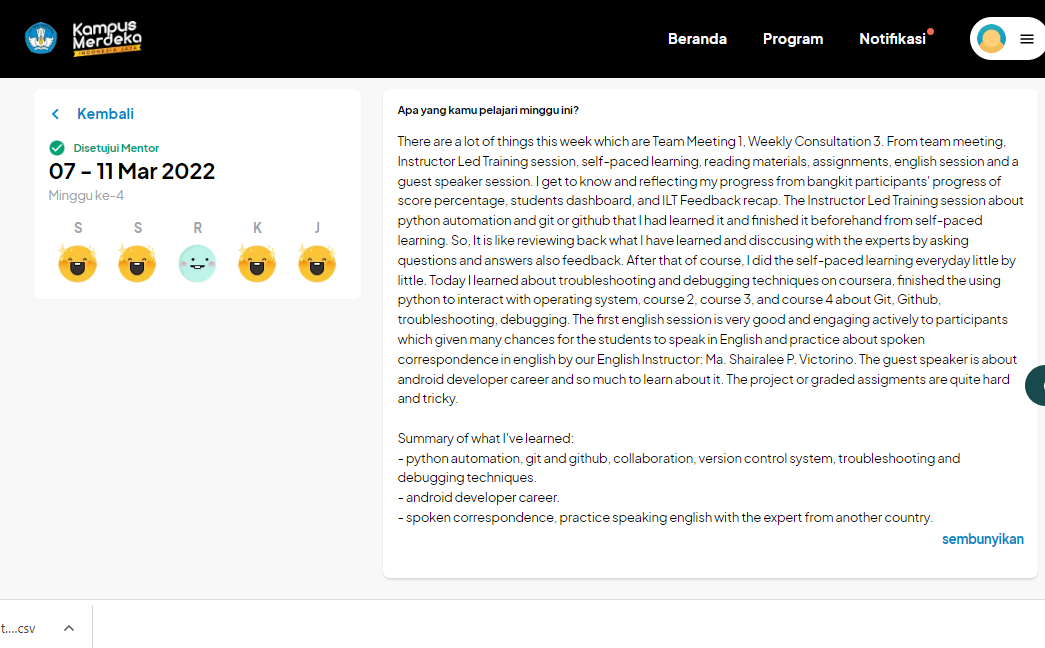 Kampus
Merdeka
INDONESIA JAYA
Beranda
Program
Notifikasi
Kembali
Disetujui Mentor
07 – 11 Mar 2022
Minggu ke-4
S S R K J
Apa yang kamu pelajari minggu ini?
There are a lot of things this week which are Team Meeting 1, Weekly Consultation 3. From team meeting,
Instructor Led Training session, self-paced learning, reading materials, assignments, english session and a
guest speaker session. I get to know and reflecting my progress from bangkit participants' progress of
score percentage, students dashboard, and ILT Feedback recap. The Instructor Led Training session about
python automation and git or github that I had learned it and finished it beforehand from self-paced
learning. So, It is like reviewing back what I have learned and disccusing with the experts by asking
questions and answers also feedback. After that of course, I did the self-paced learning everyday little by
little. Today I learned about troubleshooting and debugging techniques on coursera, finished the using
python to interact with operating system, course 2, course 3, and course 4 about Git, Github,
troubleshooting, debugging. The first english session is very good and engaging actively to participants
which given many chances for the students to speak in English and practice about spoken
correspondence in english by our English Instructor: Ma. Shairalee P. Victorino. The guest speaker is about
android developer career and so much to learn about it. The project or graded assigments are quite hard
and tricky.
Summary of what I've learned:
- python automation, git and github, collaboration, version control system, troubleshooting and
debugging techniques.
- android developer career.
- spoken correspondence, practice speaking english with the expert from another country.
sembunyikan
t....csv